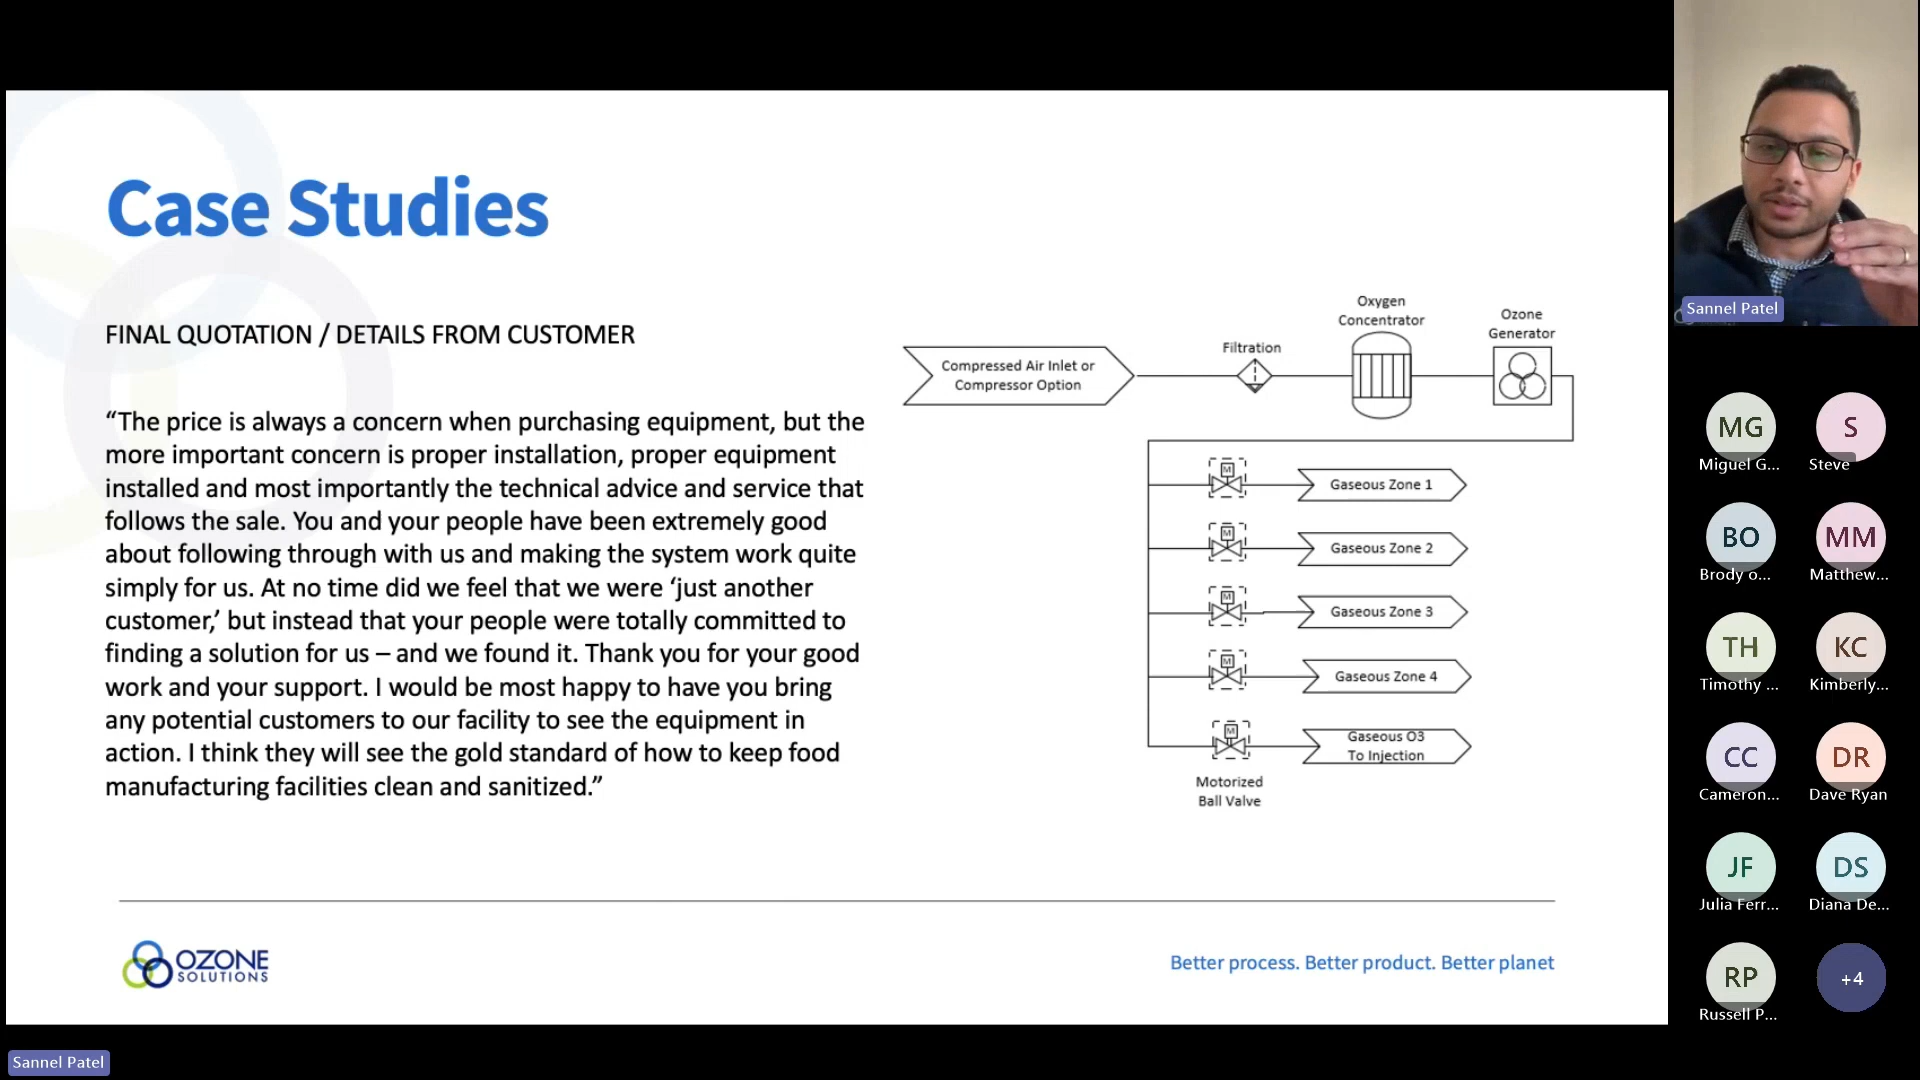 Case Studies
FINAL QUOTATION / DETAILS FROM CUSTOMER
“The price is always a concern when purchasing equipment, but the
more important concern is proper installation, proper equipment
installed and most importantly the technical advice and service that
follows the sale. You and your people have been extremely good
about following through with us and making the system work quite
simply for us. At no time did we feel that we were ‘just another
customer,’ but instead that your people were totally committed to
finding a solution for us – and we found it. Thank you for your good
work and your support. I would be most happy to have you bring
any potential customers to our facility to see the equipment in
action. I think they will see the gold standard of how to keep food
manufacturing facilities clean and sanitized.”
Compressed Air Inlet or
Compressor Option
Filtration
Oxygen
Concentrator
Ozone
Generator
M
Gaseous Zone 1
M
Gaseous Zone 2
M
Gaseous Zone 3
M
Gaseous Zone 4
M
Gaseous O3
To Injection
Motorized
Ball Valve
OZONE
SOLUTIONS
Better process. Better product. Better planet
Sannel Patel
Sannel Patel
MG
Miguel G...
S
Steve
BO
Brody o...
MM
Matthew...
TH
Timothy ...
KC
Kimberly...
CC
Cameron...
DR
Dave Ryan
JF
Julia Ferr...
DS
Diana De...
RP
Russell P...
+4